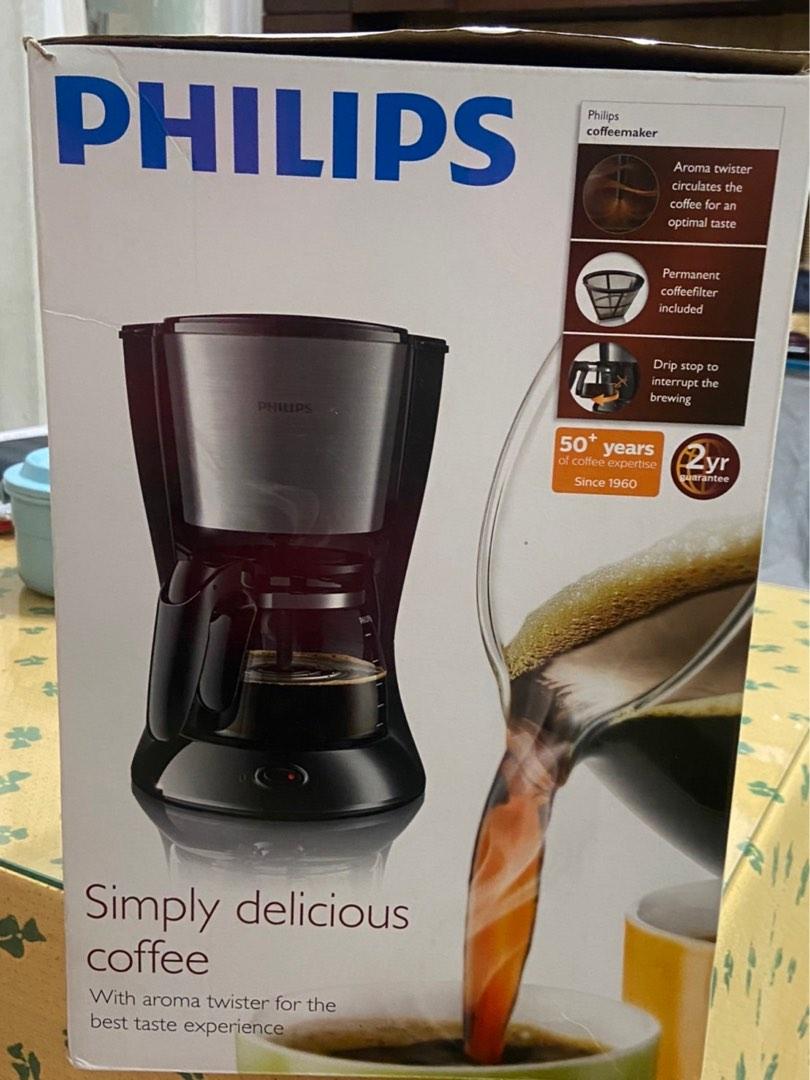 PHILIPS
Philips
coffeemaker
Aroma twister
circulates the
coffee for an
optimal taste
Permanent
coffeefilter
included
Drip stop to
interrupt the
brewing
50+ years
of coffee expertise
Since 1960
2yr
guarantee
PHILIPS
Simply delicious
coffee
With aroma twister for the
best taste experience